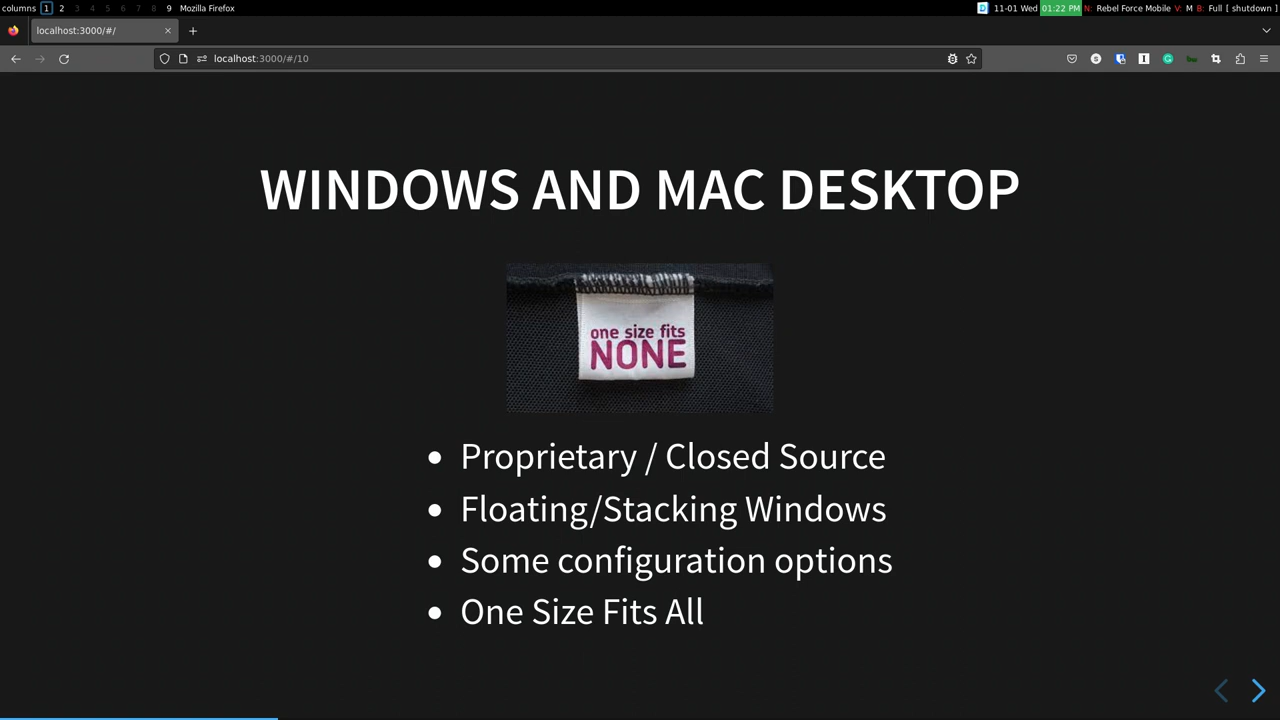 columns 1 2 3 4 5 6 7 8 9 Mozilla Firefox
11-01 Wed 01:22 PM N: Rebel Force Mobile V: M B: Full [ shutdown ]
localhost:3000/#/
localhost:3000/#/10
WINDOWS AND MAC DESKTOP
one size fits
NONE
Proprietary / Closed Source
Floating/Stacking Windows
Some configuration options
One Size Fits All